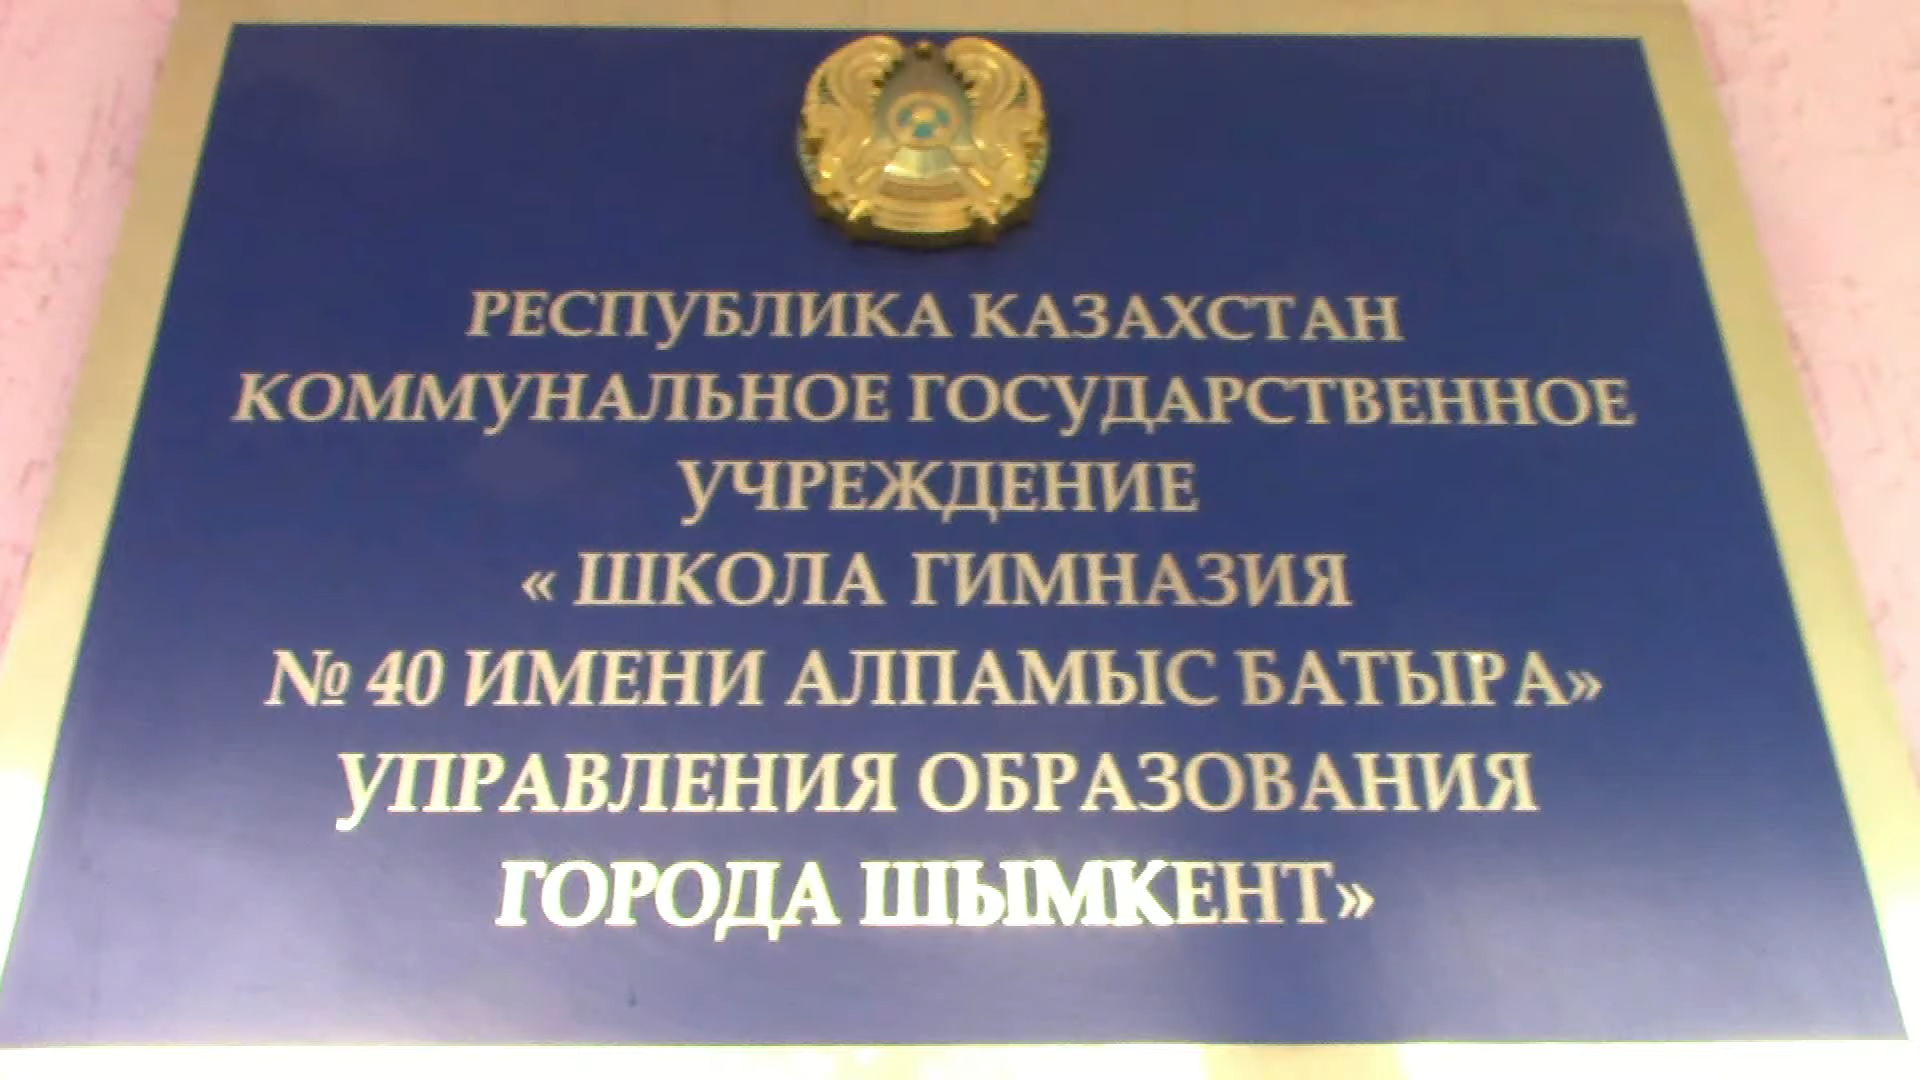 РЕСПУБЛИКА КАЗАХСТАН
КОММУНАЛЬНОЕ ГОСУДАРСТВЕННОЕ
УЧРЕЖДЕНИЕ
« ШКОЛА ГИМНАЗИЯ
№ 40 ИМЕНИ АЛПАМЫС БАТЫРА»
УПРАВЛЕНИЯ ОБРАЗОВАНИЯ
ГОРОДА ШЫМКЕНТ»